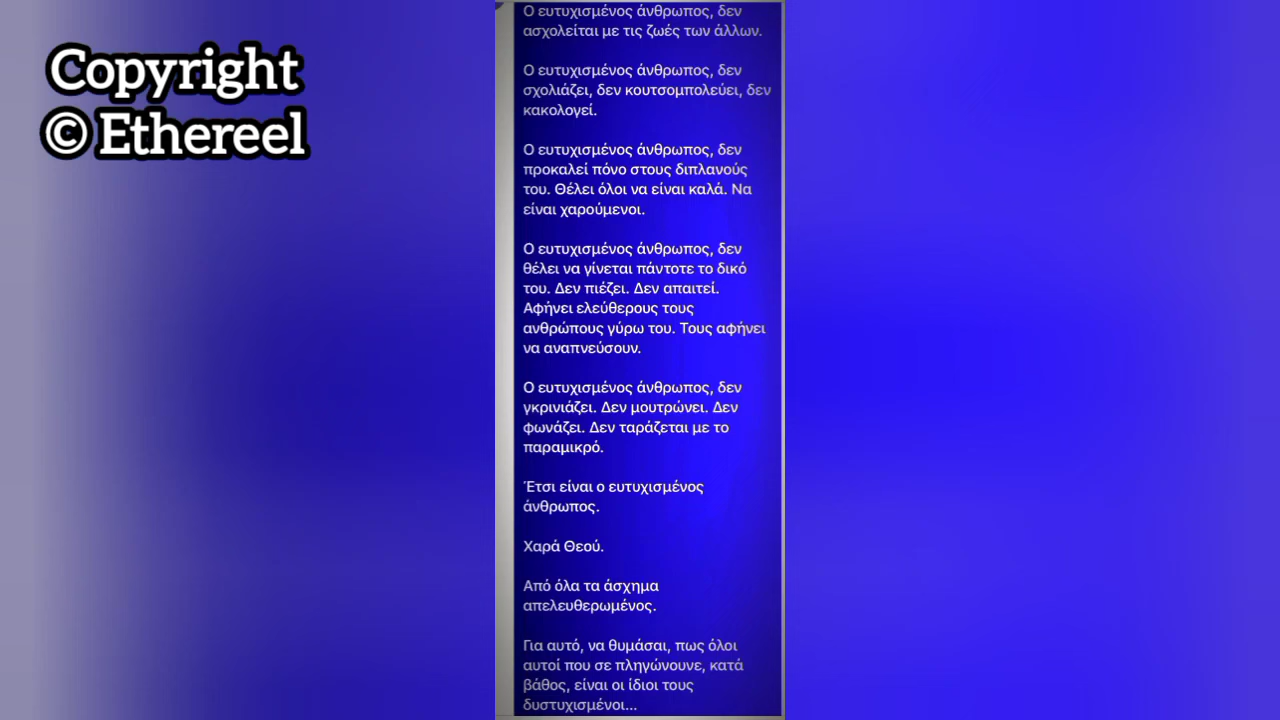 Copyright
© Ethereel
Ο ευτυχισμένος άνθρωπος, δεν
ασχολείται με τις ζωές των άλλων.
Ο ευτυχισμένος άνθρωπος, δεν
σχολιάζει, δεν κουτσομπολεύει, δεν
κακολογεί.
Ο ευτυχισμένος άνθρωπος, δεν
προκαλεί πόνο στους διπλανούς
του. Θέλει όλοι να είναι καλά. Να
είναι χαρούμενοι.
Ο ευτυχισμένος άνθρωπος, δεν
θέλει να γίνεται πάντοτε το δικό
του. Δεν πιέζει. Δεν απαιτεί.
Αφήνει ελεύθερους τους
ανθρώπους γύρω του. Τους αφήνει
να αναπνεύσουν.
Ο ευτυχισμένος άνθρωπος, δεν
γκρινιάζει. Δεν μουτρώνει. Δεν
φωνάζει. Δεν ταράζεται με το
παραμικρό.
Έτσι είναι ο ευτυχισμένος
άνθρωπος.
Χαρά Θεού.
Από όλα τα άσχημα
απελευθερωμένος.
Για αυτό, να θυμάσαι, πως όλοι
αυτοί που σε πληγώνουνε, κατά
βάθος, είναι οι ίδιοι τους
δυστυχισμένοι...